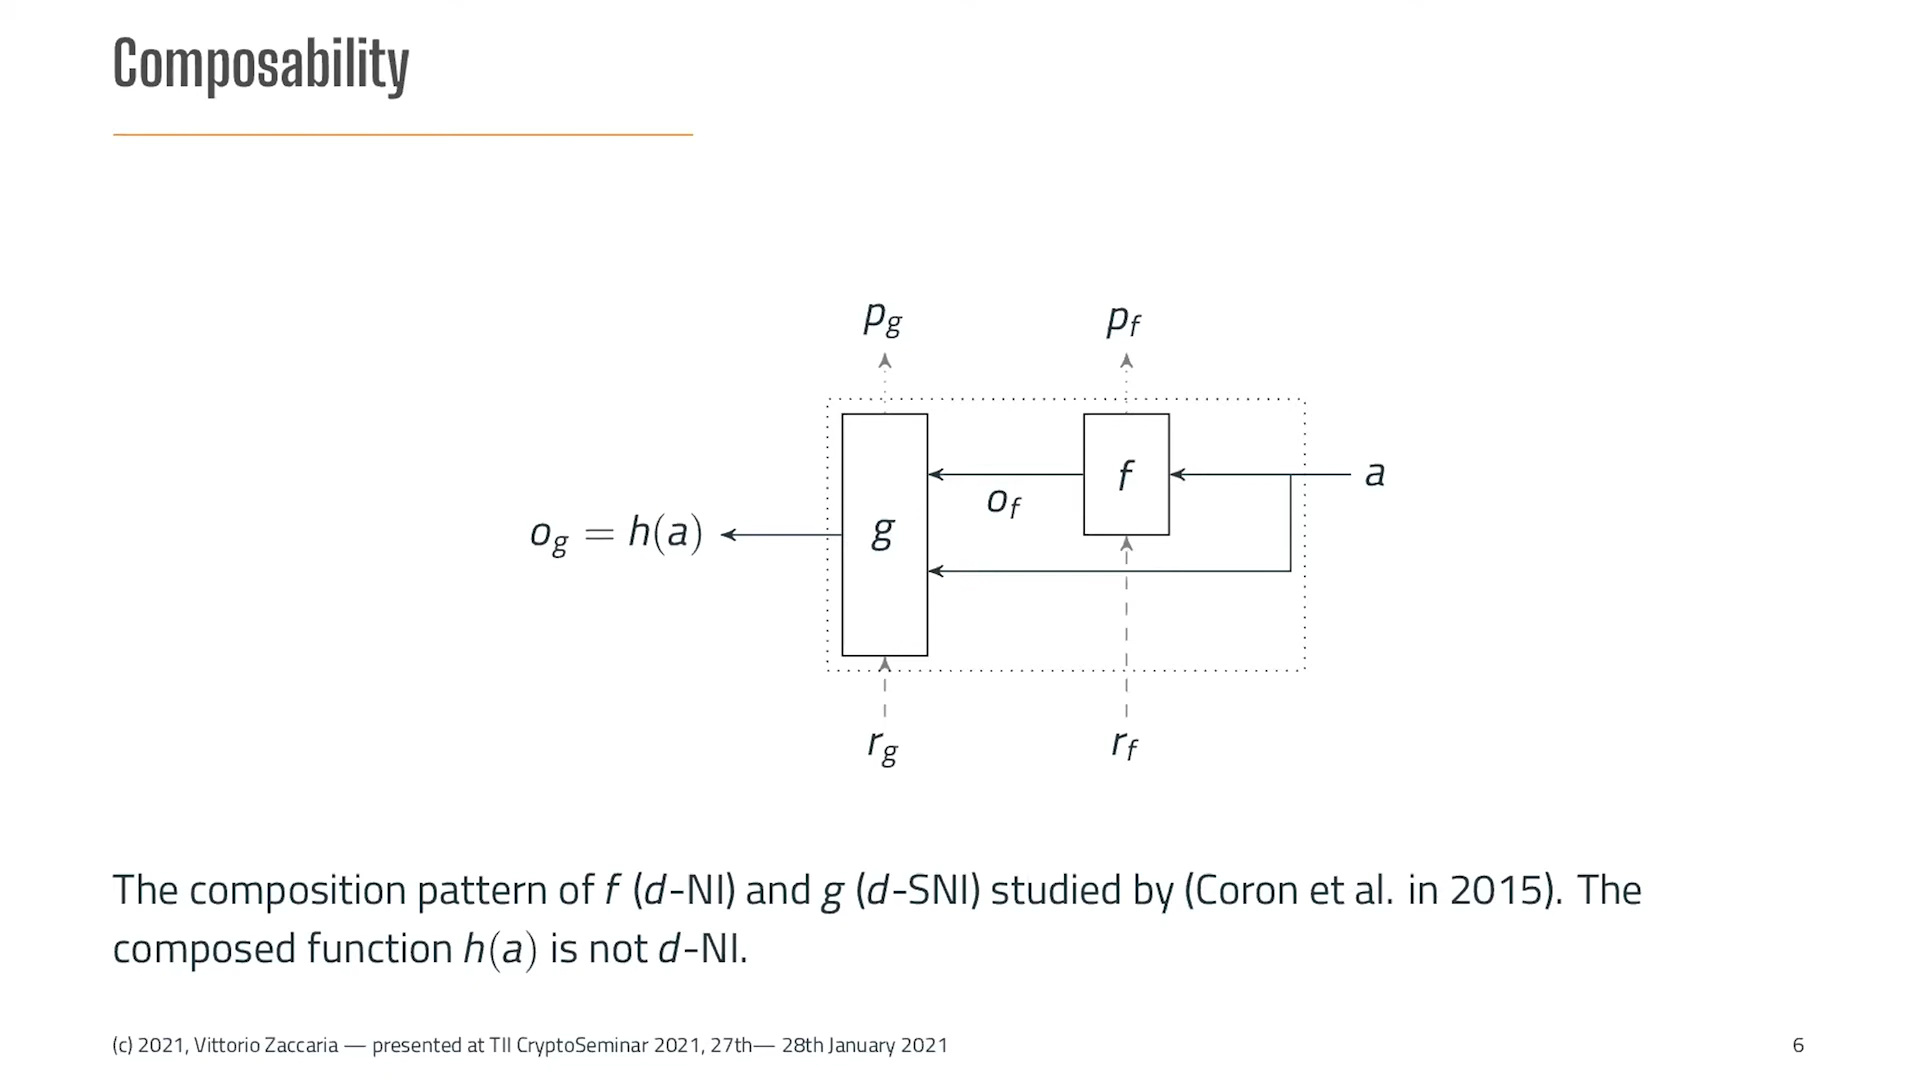 Composability
p_g
p_f
f
a
o_f
o_g = h(a)
g
r_g
r_f
The composition pattern of f (d-NI) and g (d-SNI) studied by (Coron et al. in 2015). The
composed function h(a) is not d-NI.
(c) 2021, Vittorio Zaccaria — presented at TII CryptoSeminar 2021, 27th— 28th January 2021
6